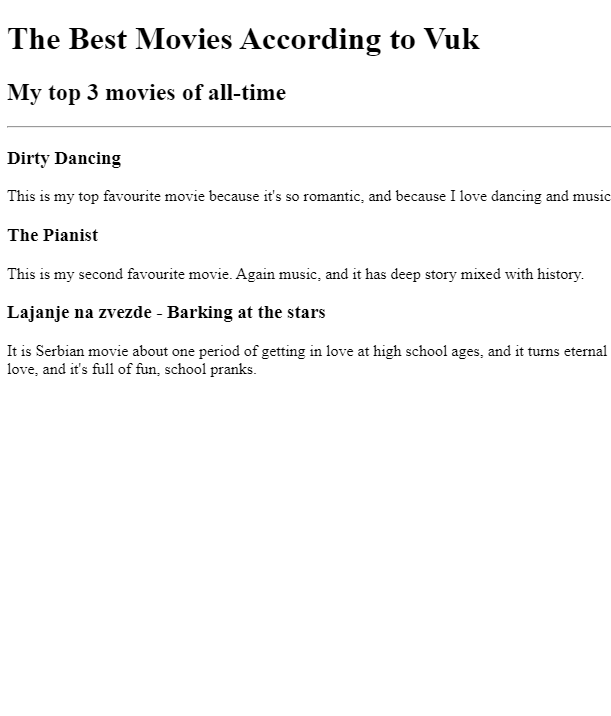 The Best Movies According to Vuk
My top 3 movies of all-time
Dirty Dancing
This is my top favourite movie because it's so romantic, and because I love dancing and music
The Pianist
This is my second favourite movie. Again music, and it has deep story mixed with history.
Lajanje na zvezde - Barking at the stars
It is Serbian movie about one period of getting in love at high school ages, and it turns eternal
love, and it's full of fun, school pranks.